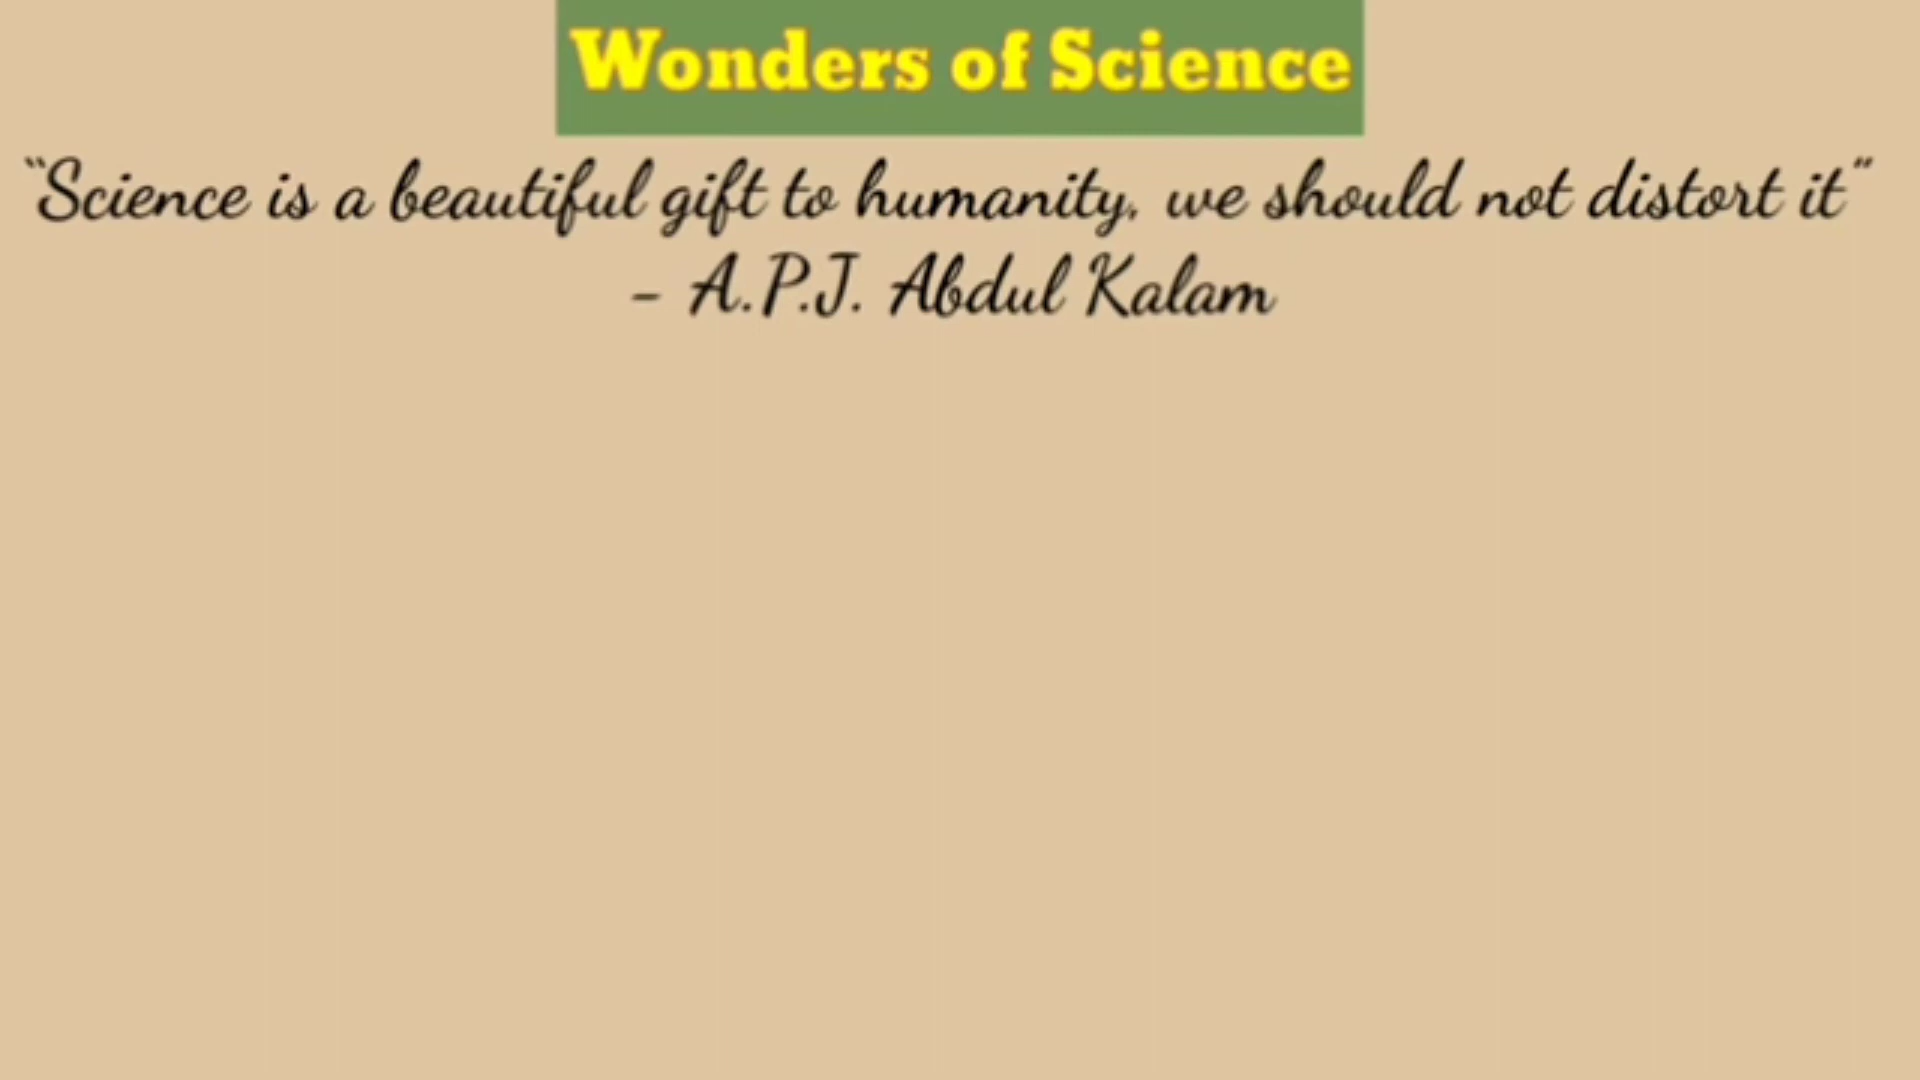 Wonders of Science
“Science is a beautiful gift to humanity, we should not distort it”
- A.P.J. Abdul Kalam